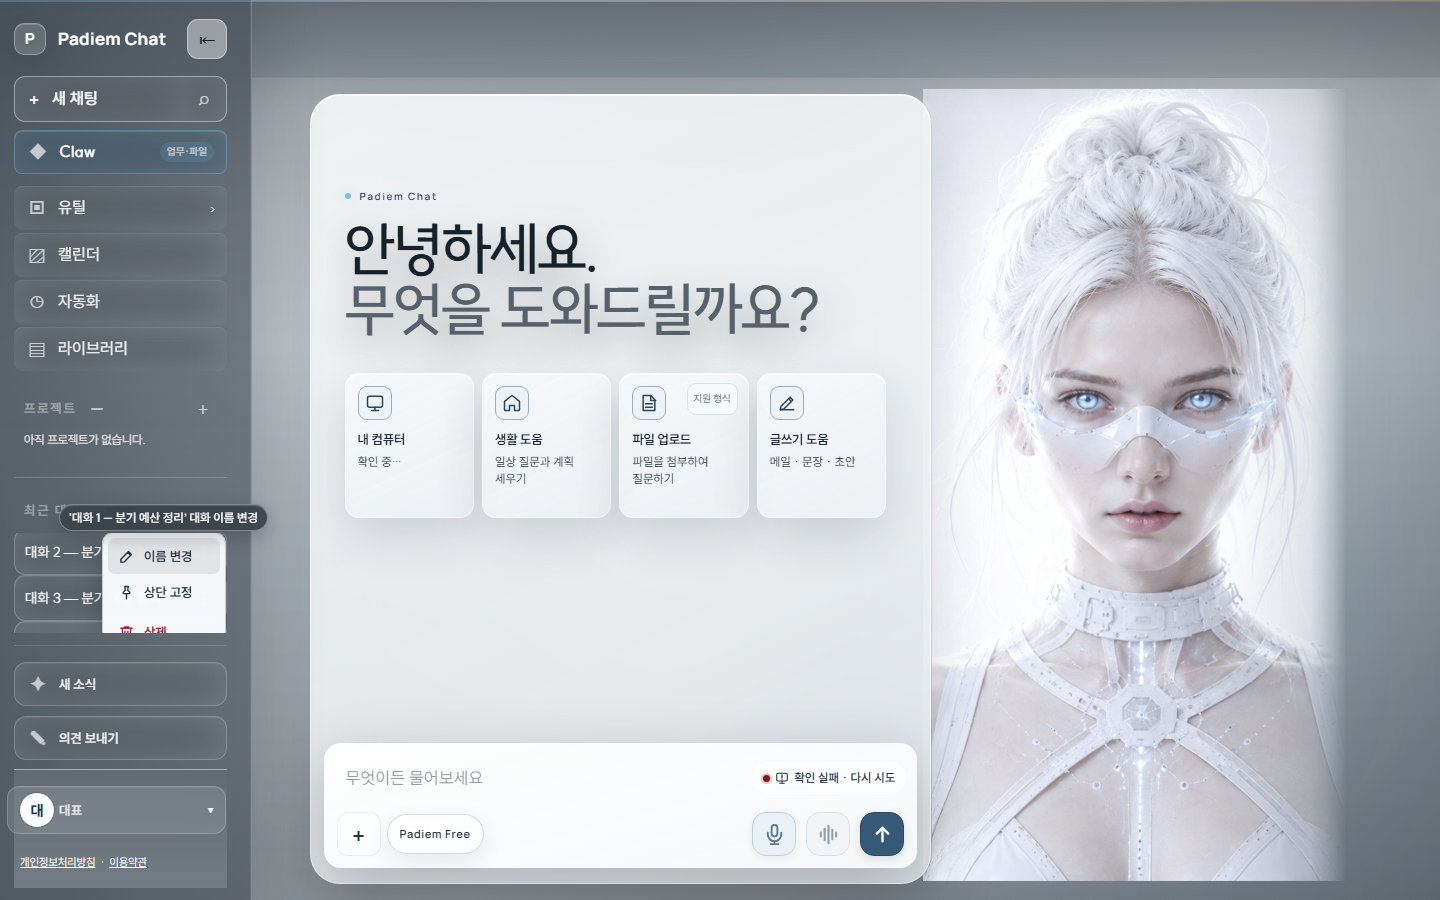 P Padiem Chat
+ 새 채팅
Claw 업무·파일
유틸
캘린더
자동화
라이브러리
프로젝트
아직 프로젝트가 없습니다.
최근
'대화 1 — 분기 예산 정리' 대화 이름 변경
대화 2 — 분기
대화 3 — 분기
이름 변경
상단 고정
삭제
새 소식
의견 보내기
대 대표
개인정보처리방침 · 이용약관
Padiem Chat
안녕하세요.
무엇을 도와드릴까요?
내 컴퓨터
확인 중…
생활 도움
일상 질문과 계획
세우기
지원 형식
파일 업로드
파일을 첨부하여
질문하기
글쓰기 도움
메일 · 문장 · 초안
무엇이든 물어보세요
확인 실패 · 다시 시도
+ Padiem Free